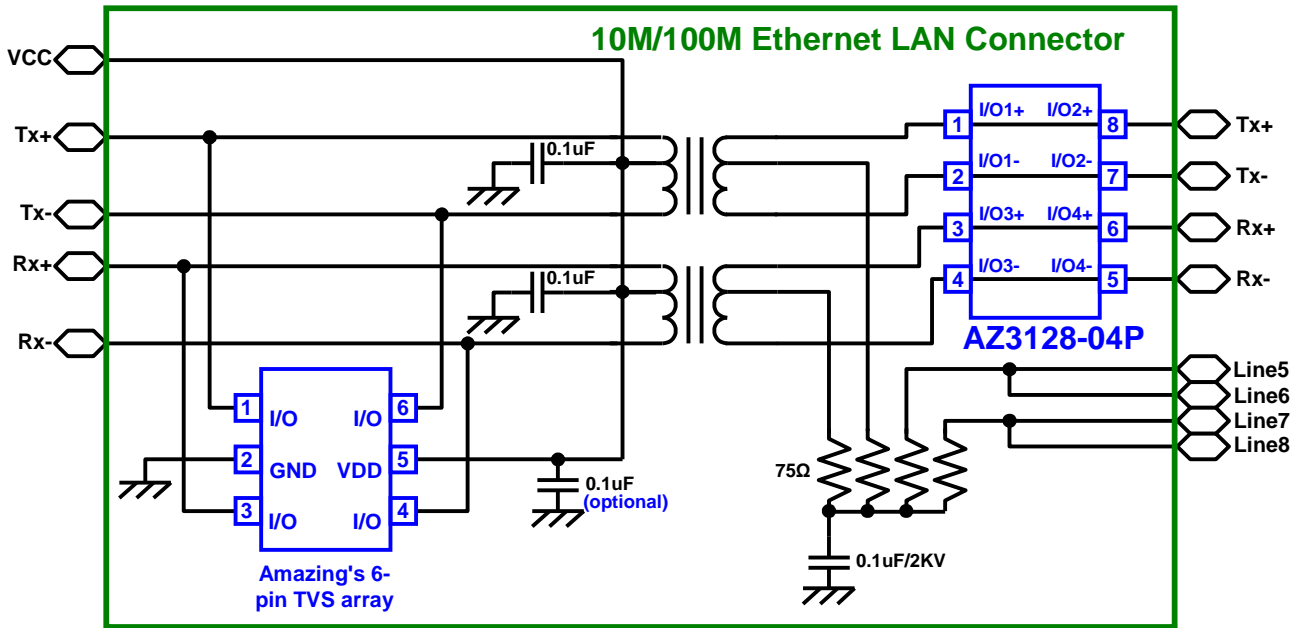 10M/100M Ethernet LAN Connector
VCC
Tx+
Tx-
Rx+
Rx-
0.1uF
0.1uF
I/O1+ I/O2+
1 8
I/O1- I/O2-
2 7
I/O3+ I/O4+
3 6
I/O3- I/O4-
4 5
AZ3128-04P
Tx+
Tx-
Rx+
Rx-
Line5
Line6
Line7
Line8
1 6
I/O I/O
2 5
GND VDD
3 4
I/O I/O
0.1uF
(optional)
Amazing's 6-
pin TVS array
75Ω
0.1uF/2KV